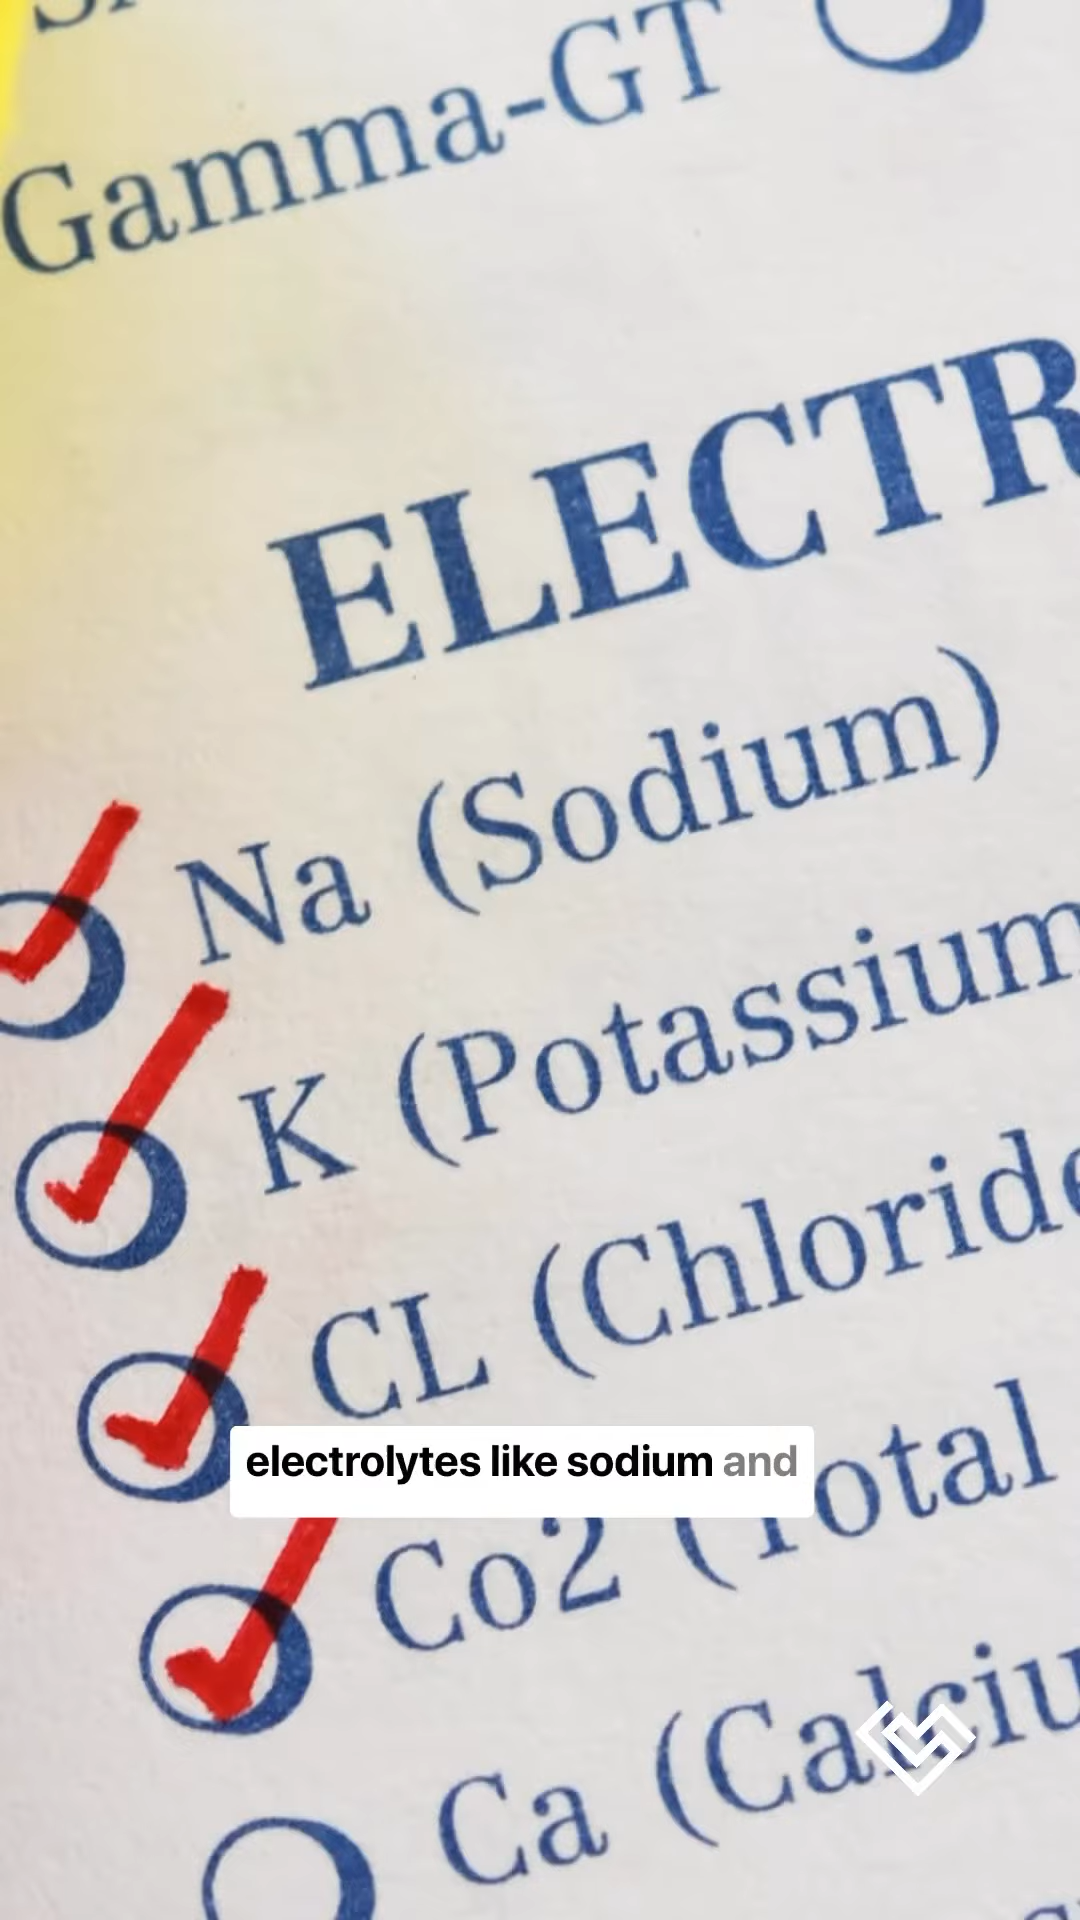 Gamma-GT
ELECTR
Na (Sodium)
K (Potassium
CL (Chloride
electrolytes like sodium and
Co2 (Total
Ca (Calciu